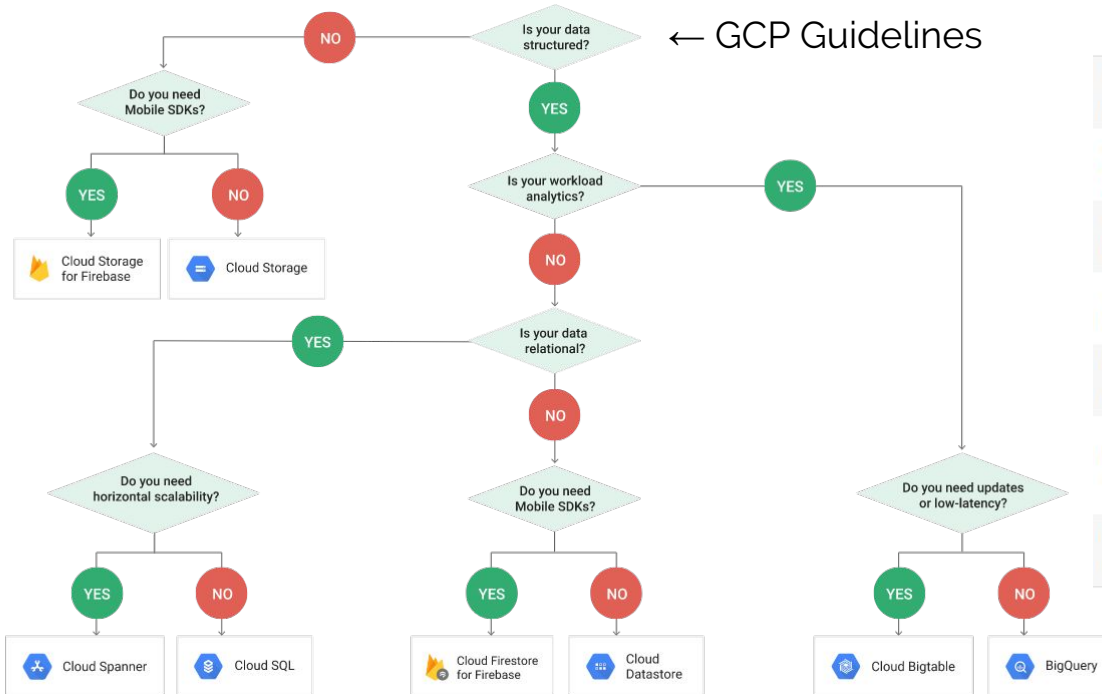 Is your data
structured?
← GCP Guidelines
NO
YES
Do you need
Mobile SDKs?
YES
NO
Cloud Storage
for Firebase
Cloud Storage
Is your workload
analytics?
YES
NO
Is your data
relational?
YES
NO
Do you need
horizontal scalability?
YES
NO
Cloud Spanner
Cloud SQL
Do you need
Mobile SDKs?
YES
NO
Cloud Firestore
for Firebase
Cloud
Datastore
Do you need updates
or low-latency?
YES
NO
Cloud Bigtable
BigQuery